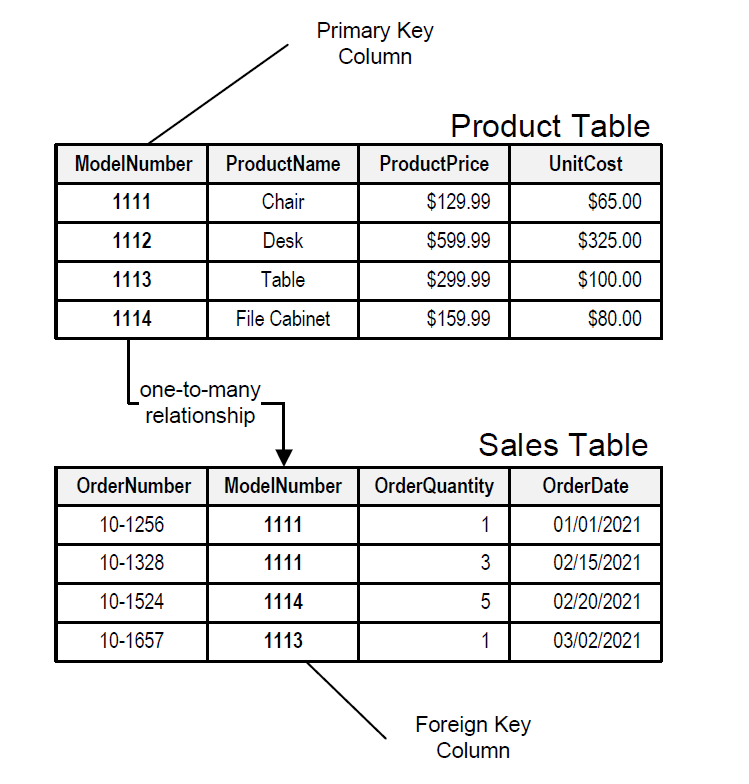 Primary Key
Column
Product Table
ModelNumber ProductName ProductPrice UnitCost
1111 Chair $129.99 $65.00
1112 Desk $599.99 $325.00
1113 Table $299.99 $100.00
1114 File Cabinet $159.99 $80.00
one-to-many
relationship
Sales Table
OrderNumber ModelNumber OrderQuantity OrderDate
10-1256 1111 1 01/01/2021
10-1328 1111 3 02/15/2021
10-1524 1114 5 02/20/2021
10-1657 1113 1 03/02/2021
Foreign Key
Column